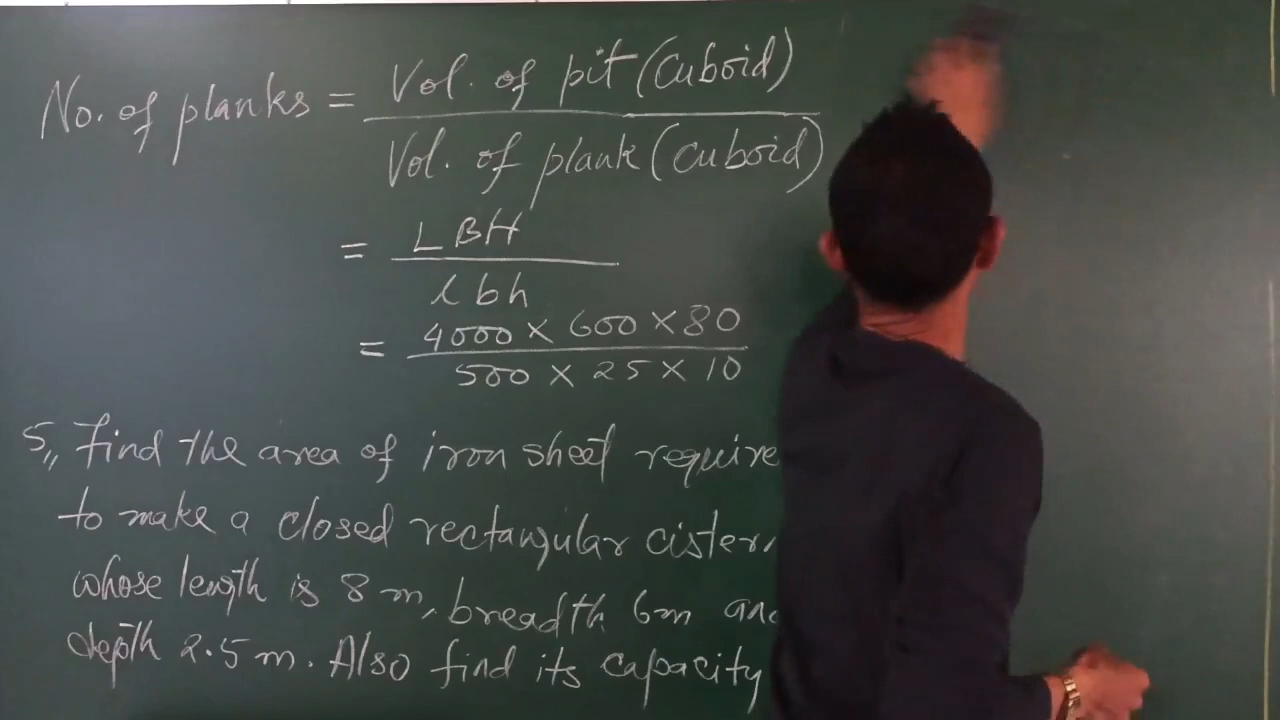 No. of planks = Vol. of pit (cuboid) / Vol. of plank (cuboid)
= LBH / lbh
= 4000 × 600 × 80 / 500 × 25 × 10
5,, Find the area of iron sheet require
to make a closed rectangular cister
whose length is 8 m, breadth 6m an
depth 2.5 m. Also find its capacity